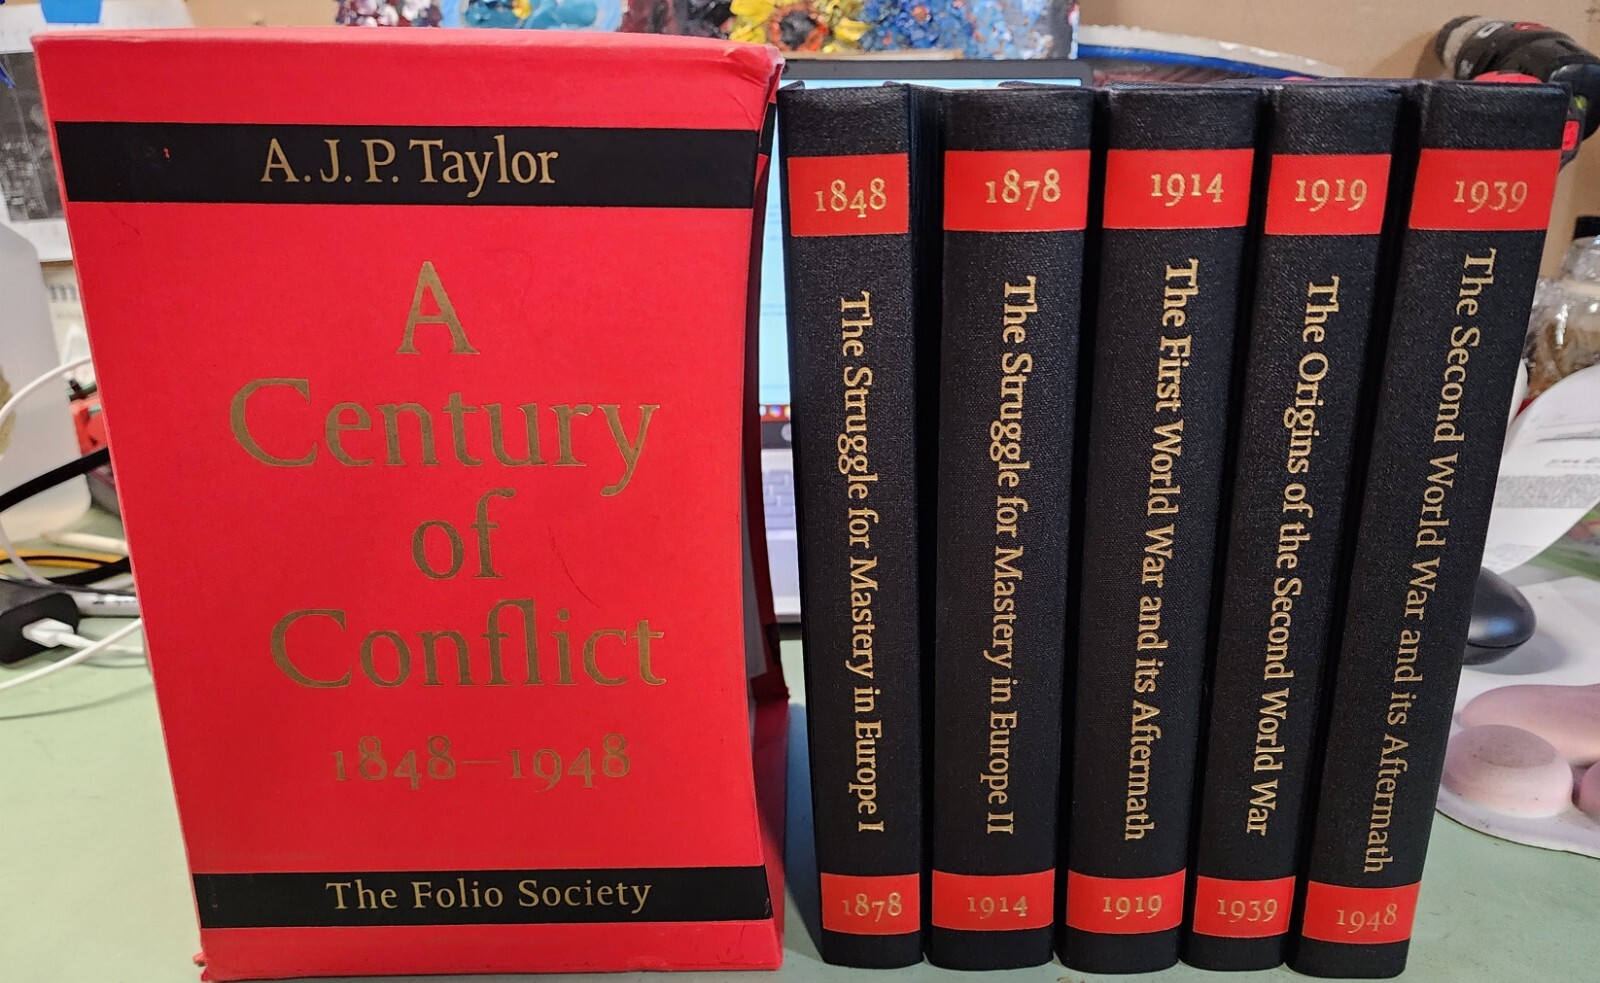 A. J. P. Taylor
A
Century
of
Conflict
1848–1948
The Folio Society
1848
The Struggle for Mastery in Europe I
1878
1878
The Struggle for Mastery in Europe II
1914
1914
The First World War and its Aftermath
1919
1919
The Origins of the Second World War
1939
1939
The Second World War and its Aftermath
1948